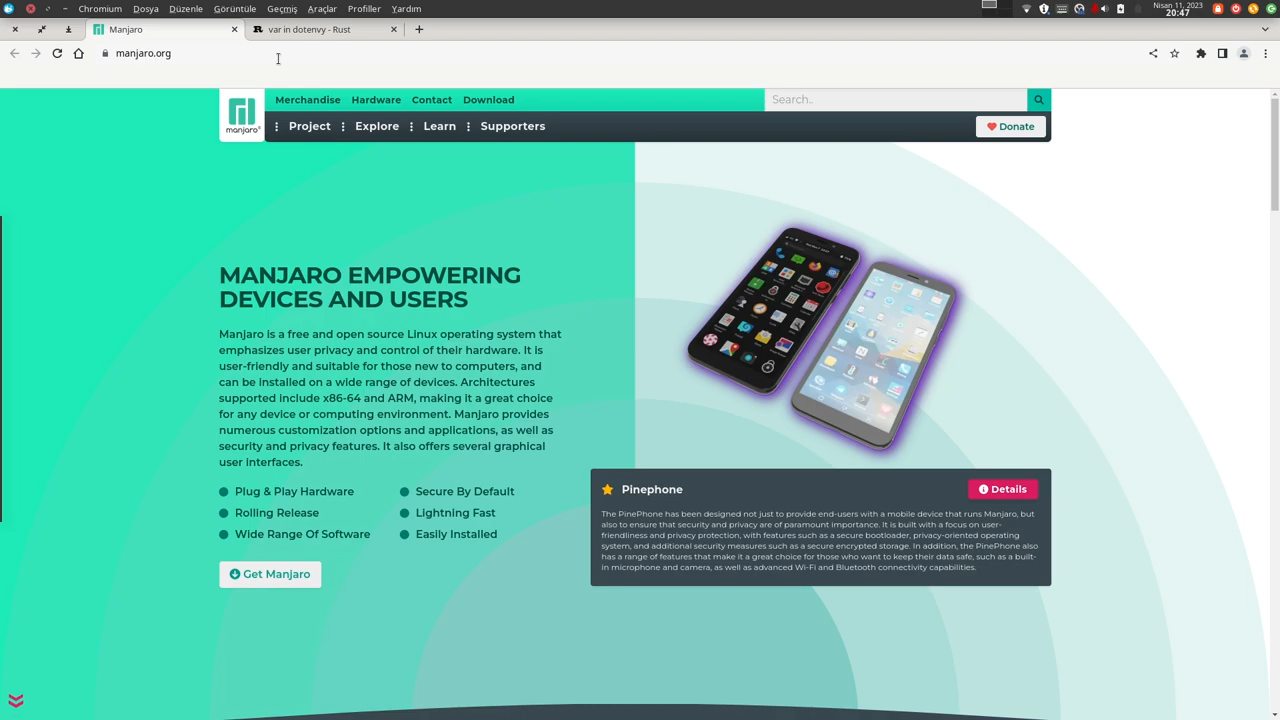 Chromium Dosya Düzenle Görüntüle Geçmiş Araçlar Profiller Yardım
Nisan 11, 2023
20:47
Manjaro
var in dotenvy - Rust
manjaro.org
Merchandise Hardware Contact Download
Search..
manjaro
Project Explore Learn Supporters
Donate
MANJARO EMPOWERING
DEVICES AND USERS
Manjaro is a free and open source Linux operating system that
emphasizes user privacy and control of their hardware. It is
user-friendly and suitable for those new to computers, and
can be installed on a wide range of devices. Architectures
supported include x86-64 and ARM, making it a great choice
for any device or computing environment. Manjaro provides
numerous customization options and applications, as well as
security and privacy features. It also offers several graphical
user interfaces.
Plug & Play Hardware
Secure By Default
Rolling Release
Lightning Fast
Wide Range Of Software
Easily Installed
Get Manjaro
Pinephone
Details
The PinePhone has been designed not just to provide end-users with a mobile device that runs Manjaro, but
also to ensure that security and privacy are of paramount importance. It is built with a focus on user-
friendliness and privacy protection, with features such as a secure bootloader, privacy-oriented operating
system, and additional security measures such as a secure encrypted storage. In addition, the PinePhone also
has a range of features that make it a great choice for those who want to keep their data safe, such as a built-
in microphone and camera, as well as advanced Wi-Fi and Bluetooth connectivity capabilities.